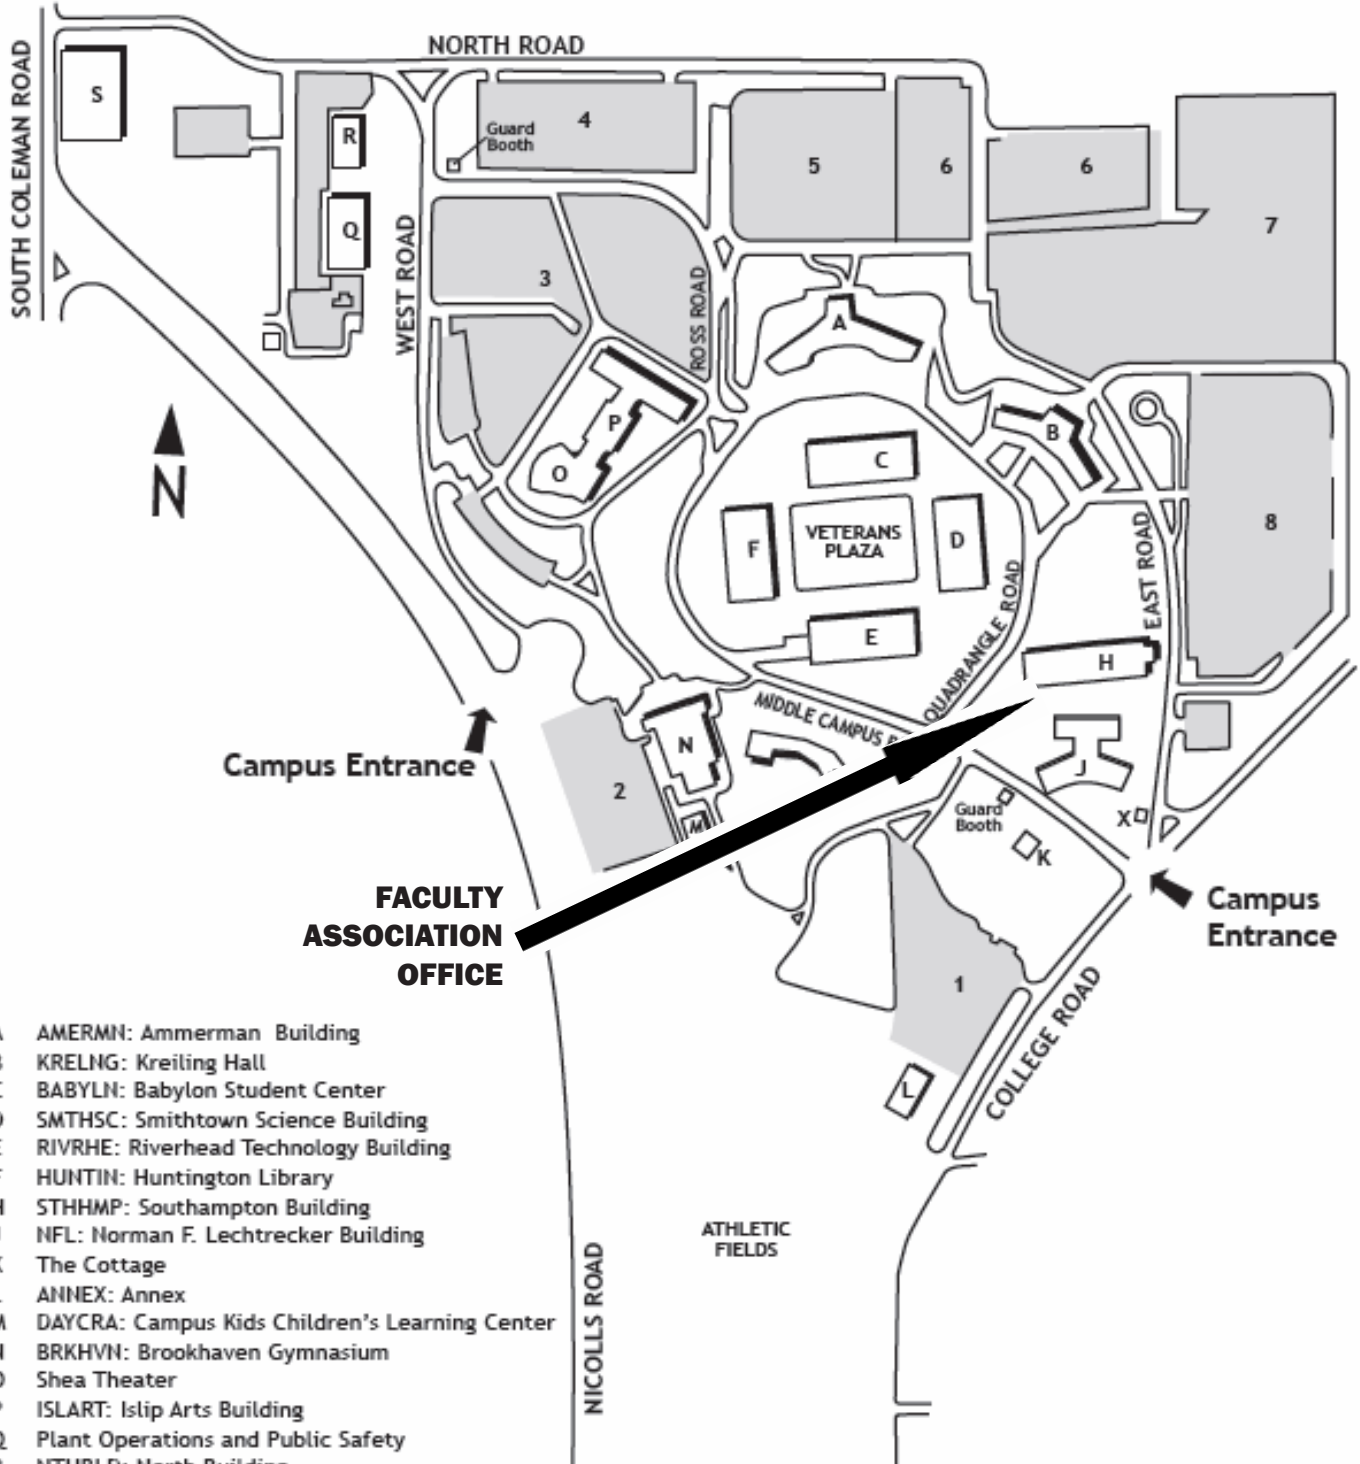 NORTH ROAD
SOUTH COLEMAN ROAD
S
R
Q
WEST ROAD
Guard
Booth
4
5
6
6
7
3
ROSS ROAD
A
B
P
O
C
N
F
VETERANS
PLAZA
D
8
EAST ROAD
E
QUADRANGLE ROAD
H
MIDDLE CAMPUS
N
J
Campus Entrance
2
M
Guard
Booth
X
K
FACULTY
ASSOCIATION
OFFICE
Campus
Entrance
1
COLLEGE ROAD
L
AMERMN: Ammerman Building
KRELNG: Kreiling Hall
BABYLN: Babylon Student Center
SMTHSC: Smithtown Science Building
RIVRHE: Riverhead Technology Building
HUNTIN: Huntington Library
STHHMP: Southampton Building
NFL: Norman F. Lechtrecker Building
The Cottage
ANNEX: Annex
DAYCRA: Campus Kids Children's Learning Center
BRKHVN: Brookhaven Gymnasium
Shea Theater
ISLART: Islip Arts Building
Plant Operations and Public Safety
ATHLETIC
FIELDS
NICOLLS ROAD